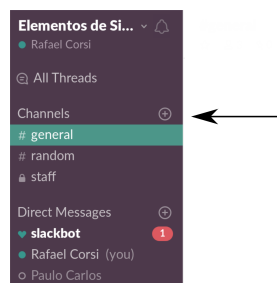 Elementos de Si...
Rafael Corsi
All Threads
Channels
# general
# random
staff
Direct Messages
slackbot 1
Rafael Corsi (you)
Paulo Carlos